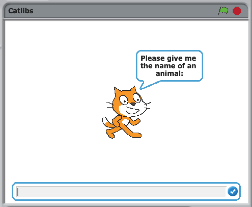 Catlibs
Please give me
the name of an
animal: